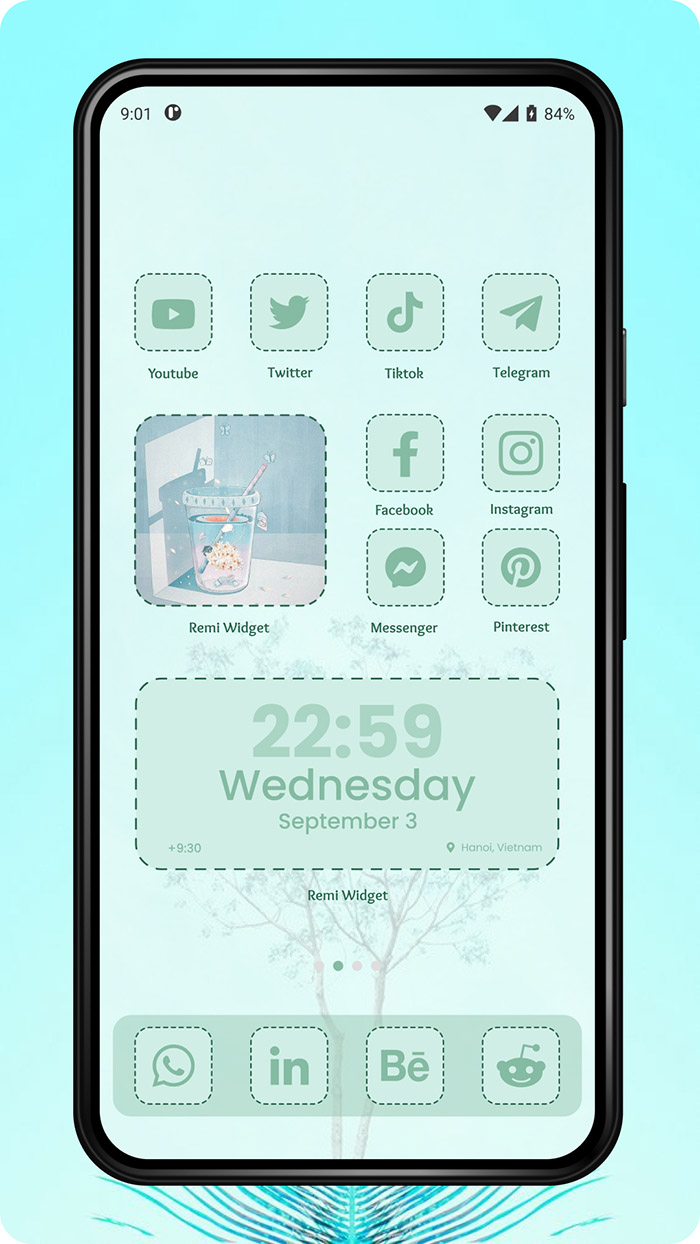 9:01 84%
Youtube Twitter Tiktok Telegram
Facebook Instagram
Remi Widget Messenger Pinterest
22:59
Wednesday
September 3
+9:30 Hanoi, Vietnam
Remi Widget
in Bē